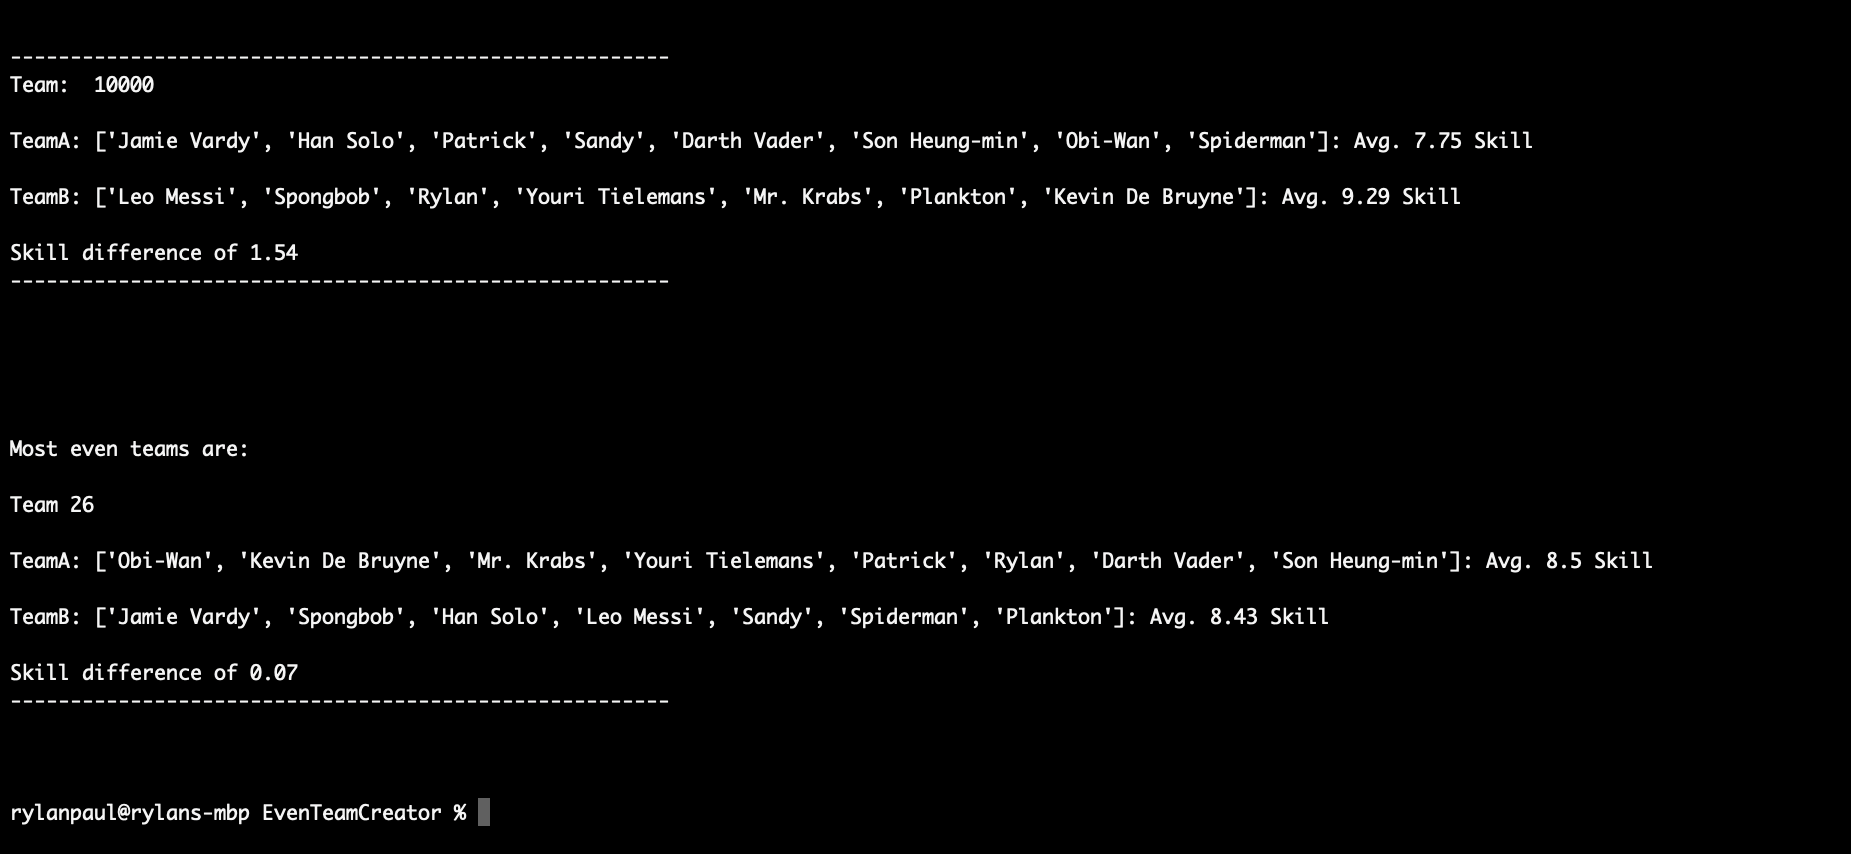 -------------------------------------------------------
Team:  10000
TeamA: ['Jamie Vardy', 'Han Solo', 'Patrick', 'Sandy', 'Darth Vader', 'Son Heung-min', 'Obi-Wan', 'Spiderman']: Avg. 7.75 Skill
TeamB: ['Leo Messi', 'Spongbob', 'Rylan', 'Youri Tielemans', 'Mr. Krabs', 'Plankton', 'Kevin De Bruyne']: Avg. 9.29 Skill
Skill difference of 1.54
-------------------------------------------------------
Most even teams are:
Team 26
TeamA: ['Obi-Wan', 'Kevin De Bruyne', 'Mr. Krabs', 'Youri Tielemans', 'Patrick', 'Rylan', 'Darth Vader', 'Son Heung-min']: Avg. 8.5 Skill
TeamB: ['Jamie Vardy', 'Spongbob', 'Han Solo', 'Leo Messi', 'Sandy', 'Spiderman', 'Plankton']: Avg. 8.43 Skill
Skill difference of 0.07
-------------------------------------------------------
rylanpaul@rylans-mbp EvenTeamCreator %